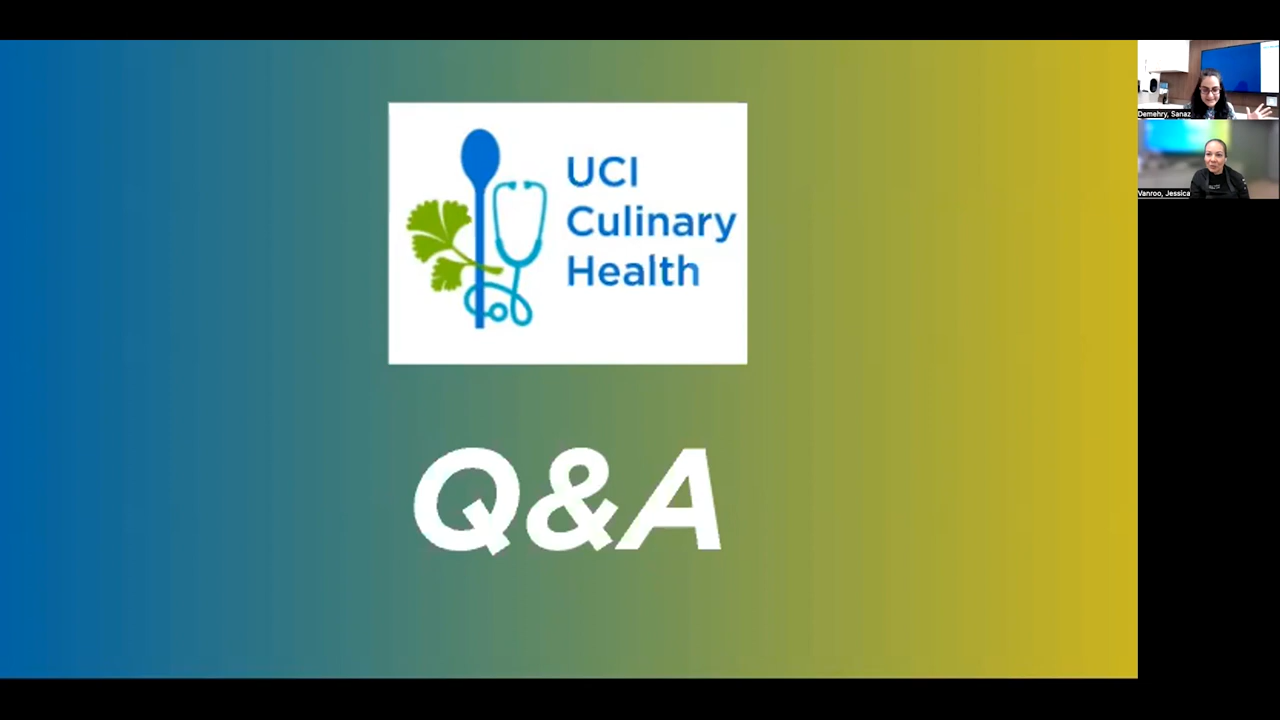 UCI
Culinary
Health
Q&A
Demehry, Sanaz
Vanroo, Jessica